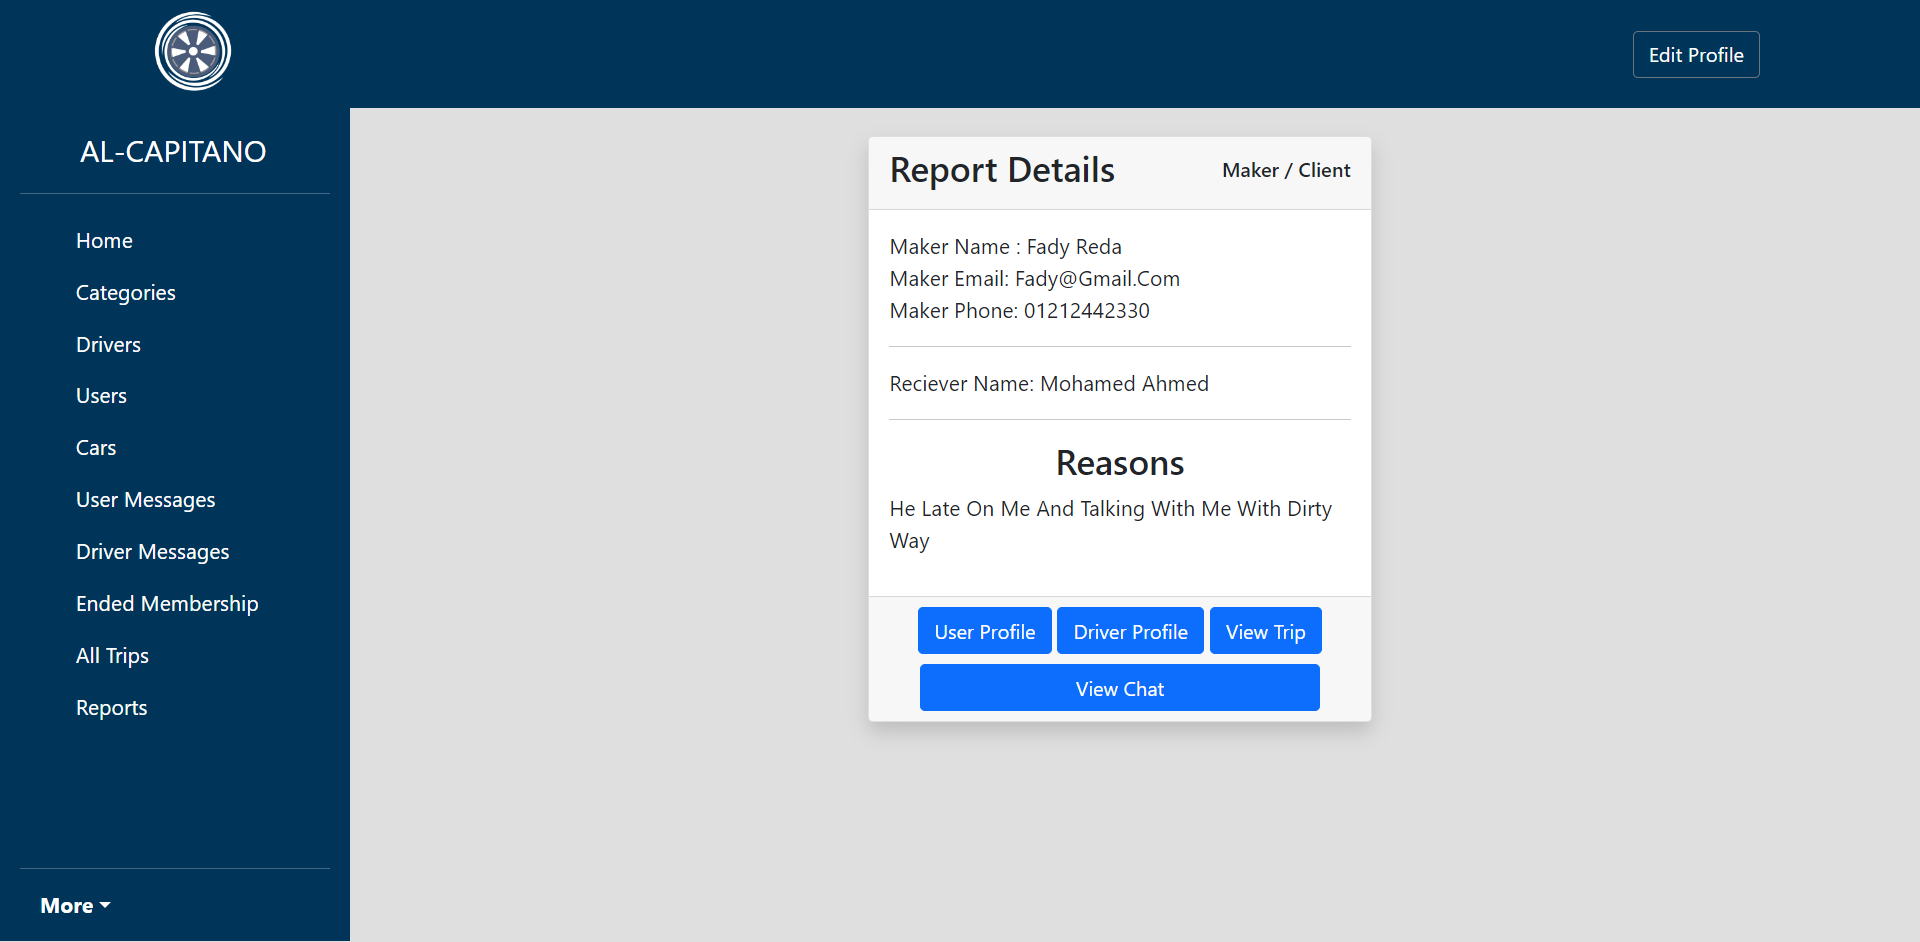 Edit Profile
AL-CAPITANO
Home
Categories
Drivers
Users
Cars
User Messages
Driver Messages
Ended Membership
All Trips
Reports
More
Report Details
Maker / Client
Maker Name : Fady Reda
Maker Email: Fady@Gmail.Com
Maker Phone: 01212442330
Reciever Name: Mohamed Ahmed
Reasons
He Late On Me And Talking With Me With Dirty
Way
User Profile
Driver Profile
View Trip
View Chat